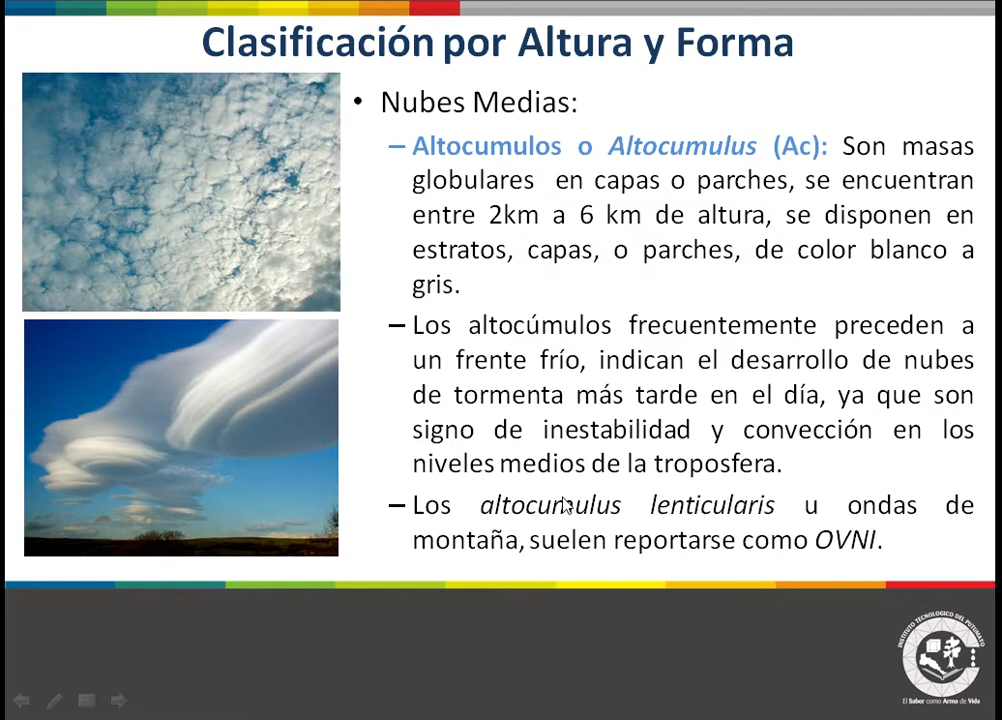 Clasificación por Altura y Forma
• Nubes Medias:
– Altocumulos o Altocumulus (Ac): Son masas
globulares en capas o parches, se encuentran
entre 2km a 6 km de altura, se disponen en
estratos, capas, o parches, de color blanco a
gris.
– Los altocúmulos frecuentemente preceden a
un frente frío, indican el desarrollo de nubes
de tormenta más tarde en el día, ya que son
signo de inestabilidad y convección en los
niveles medios de la troposfera.
– Los altocumulus lenticularis u ondas de
montaña, suelen reportarse como OVNI.
INSTITUTO TECNOLOGICO DEL PUTUMAYO
El Saber como Arma de Vida